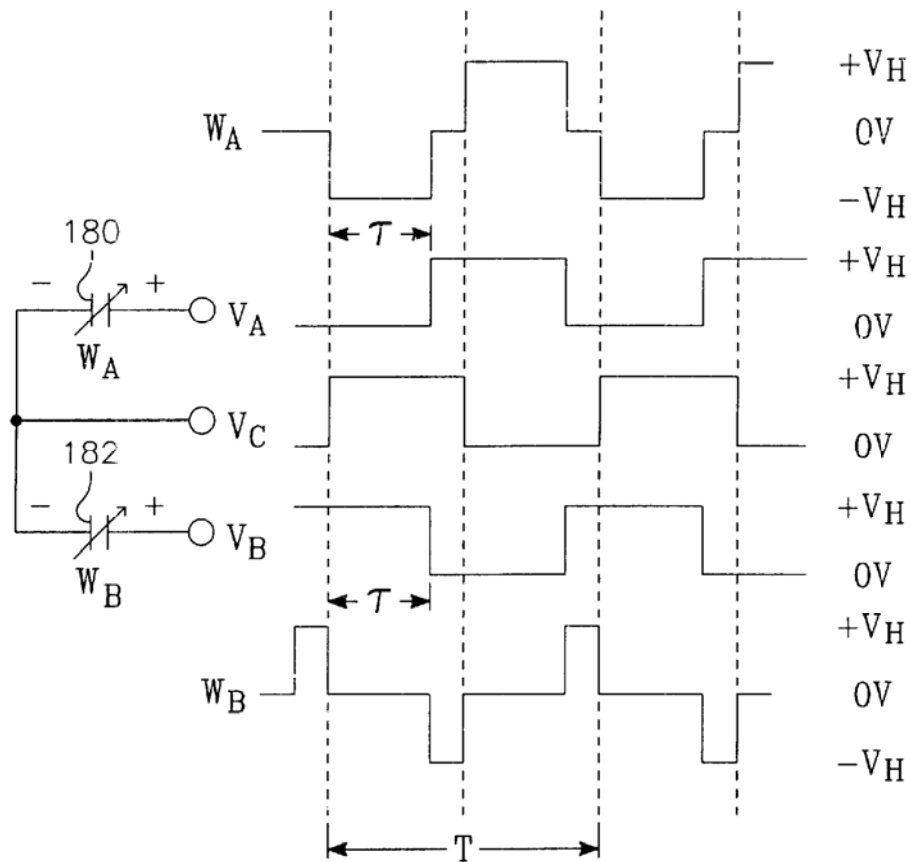 +V_H
W_A 0V
-V_H
τ
180
+V_H
- + V_A
0V
W_A
+V_H
V_C
0V
182
- + V_B
+V_H
W_B
0V
τ
+V_H
W_B 0V
-V_H
T